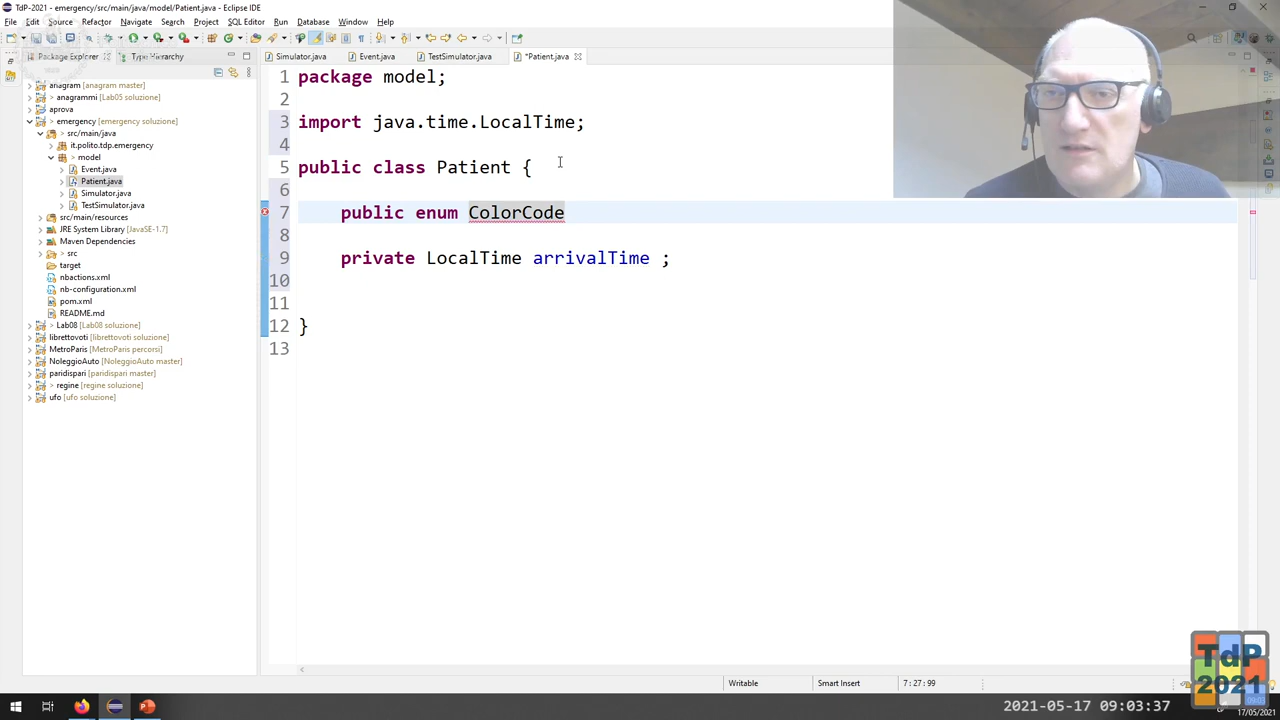 TdP-2021 - emergency/src/main/java/model/Patient.java - Eclipse IDE
File Edit Source Refactor Navigate Search Project SQL Editor Run Database Window Help
Package Explorer Type Hierarchy
Simulator.java Event.java TestSimulator.java *Patient.java
anagram [anagram master]
> anagrammi [Lab05 soluzione]
aprova
> emergency [emergency soluzione]
> src/main/java
it.polito.tdp.emergency
> model
> Event.java
Patient.java
> Simulator.java
> TestSimulator.java
src/main/resources
JRE System Library [JavaSE-1.7]
Maven Dependencies
> src
target
nbactions.xml
nb-configuration.xml
pom.xml
README.md
> Lab08 [Lab08 soluzione]
librettovoti [librettovoti soluzione]
MetroParis [MetroParis percorsi]
NoleggioAuto [NoleggioAuto master]
paridispari [paridispari master]
> regine [regine soluzione]
ufo [ufo soluzione]
1 package model;
2
3 import java.time.LocalTime;
4
5 public class Patient {
6
7 public enum ColorCode
8
9 private LocalTime arrivalTime ;
10
11
12 }
13
Writable Smart Insert 7 : 27 : 99
TdP
2021
2021-05-17 09:03:37
17/05/2021